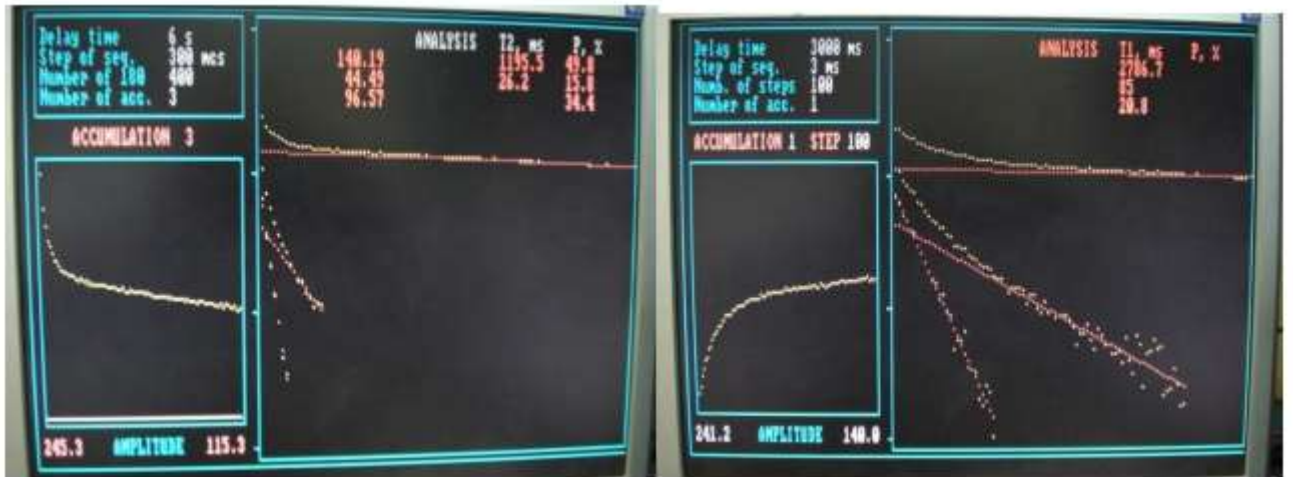 Delay time 6 s
Step of seq. 300 mcs
Number of 180 400
Number of acc. 3
ANALYSIS T2, ms P, %
140.19 1195.5 49.8
44.49 26.2 15.8
96.57 34.4
ACCUMULATION 3
245.3 AMPLITUDE 115.3
Delay time 3000 ms
Step of seq. 3 ms
Numb. of steps 100
Number of acc. 1
ANALYSIS T1, ms P, %
2706.7
85
20.8
ACCUMULATION 1 STEP 100
241.2 AMPLITUDE 140.0